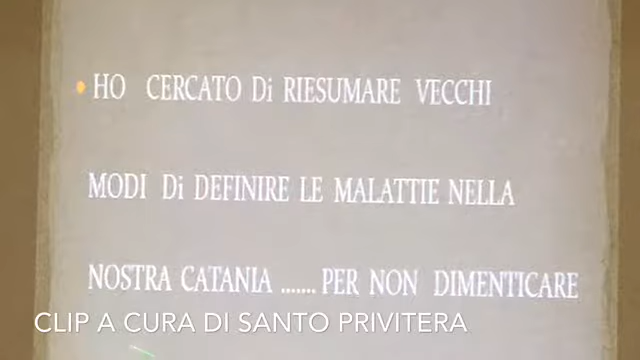 HO CERCATO Di RIESUMARE VECCHI
MODI Di DEFINIRE LE MALATTIE NELLA
NOSTRA CATANIA ....... PER NON DIMENTICARE
CLIP A CURA DI SANTO PRIVITERA